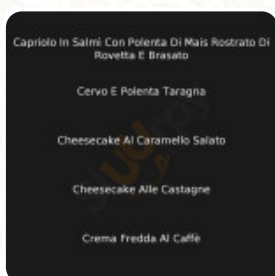 Capriolo In Salmì Con Polenta Di Mais Rostrato Di
Rovetta E Brasato
Cervo E Polenta Taragna
Cheesecake Al Caramello Salato
Cheesecake Alle Castagne
Crema Fredda Al Caffè